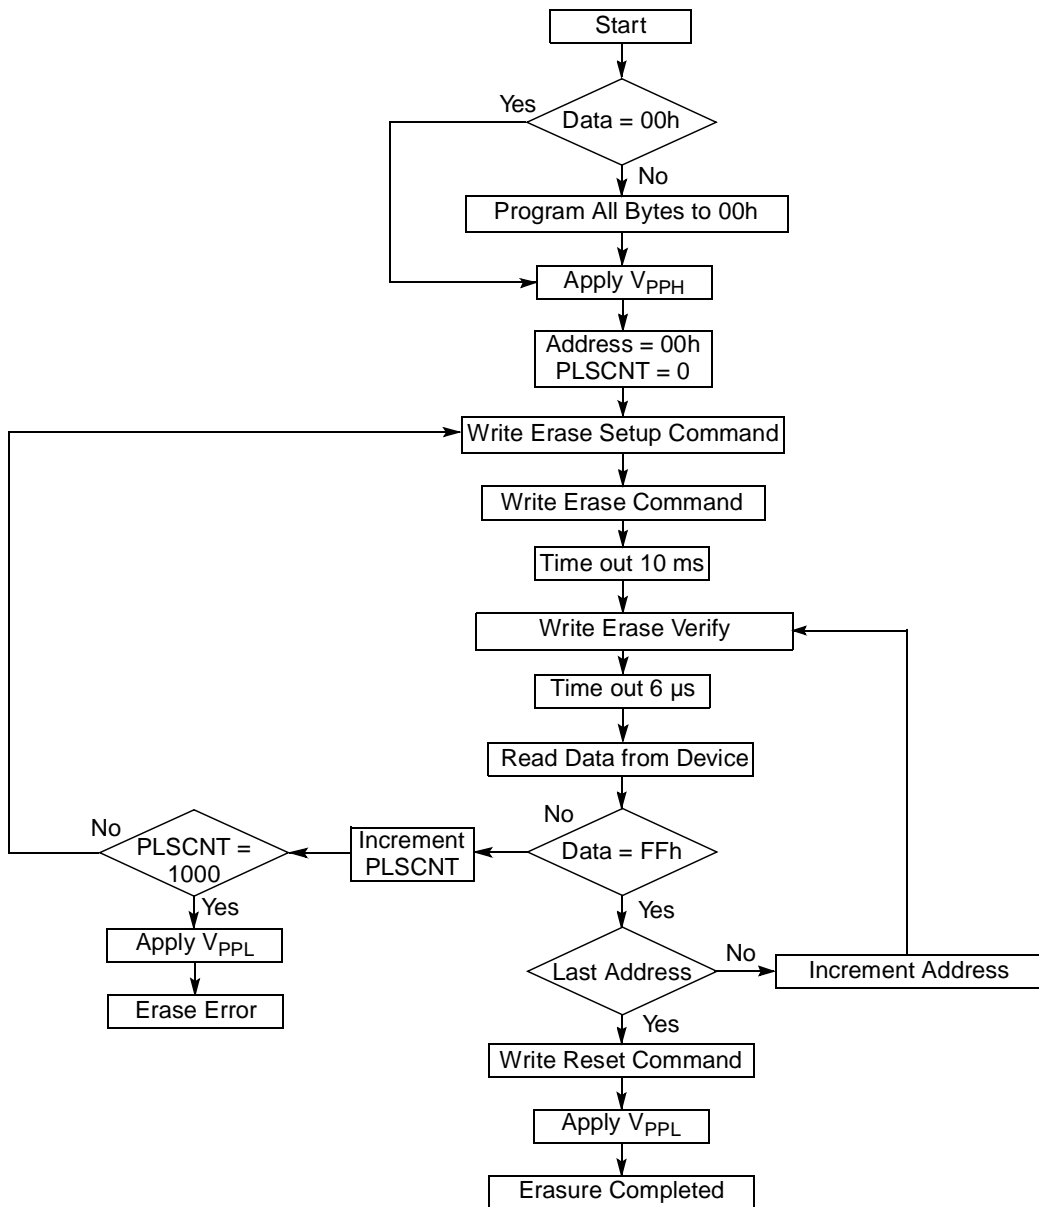 Start
Yes
Data = 00h
No
Program All Bytes to 00h
Apply VPPH
Address = 00h
PLSCNT = 0
Write Erase Setup Command
Write Erase Command
Time out 10 ms
Write Erase Verify
Time out 6 µs
Read Data from Device
No
Data = FFh
Increment
PLSCNT
No
PLSCNT =
1000
Yes
Apply VPPL
Erase Error
Yes
Last Address
No
Increment Address
Yes
Write Reset Command
Apply VPPL
Erasure Completed